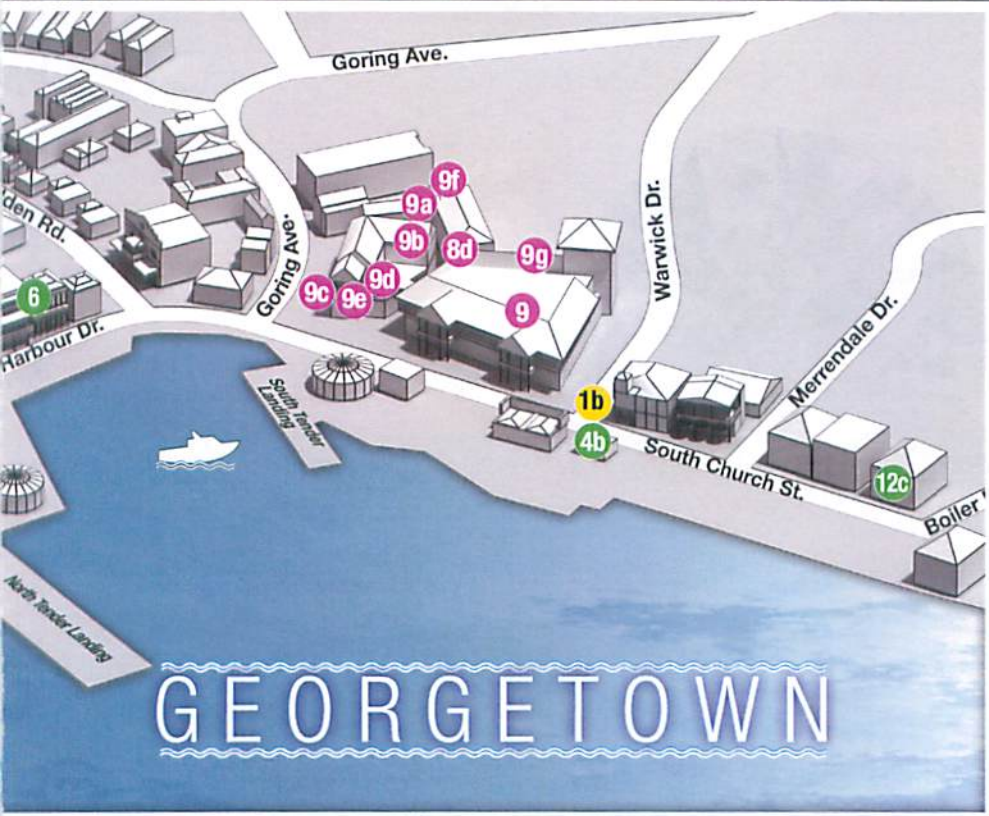 Goring Ave.
9f
9a
Warwick Dr.
9b
8d
9g
den Rd.
Goring Ave.
9c
9e
9d
9
6
Harbour Dr.
Merrendale Dr.
South Tender
Landing
1b
4b
South Church St.
12c
Boiler
North Tender Landing
GEORGETOWN